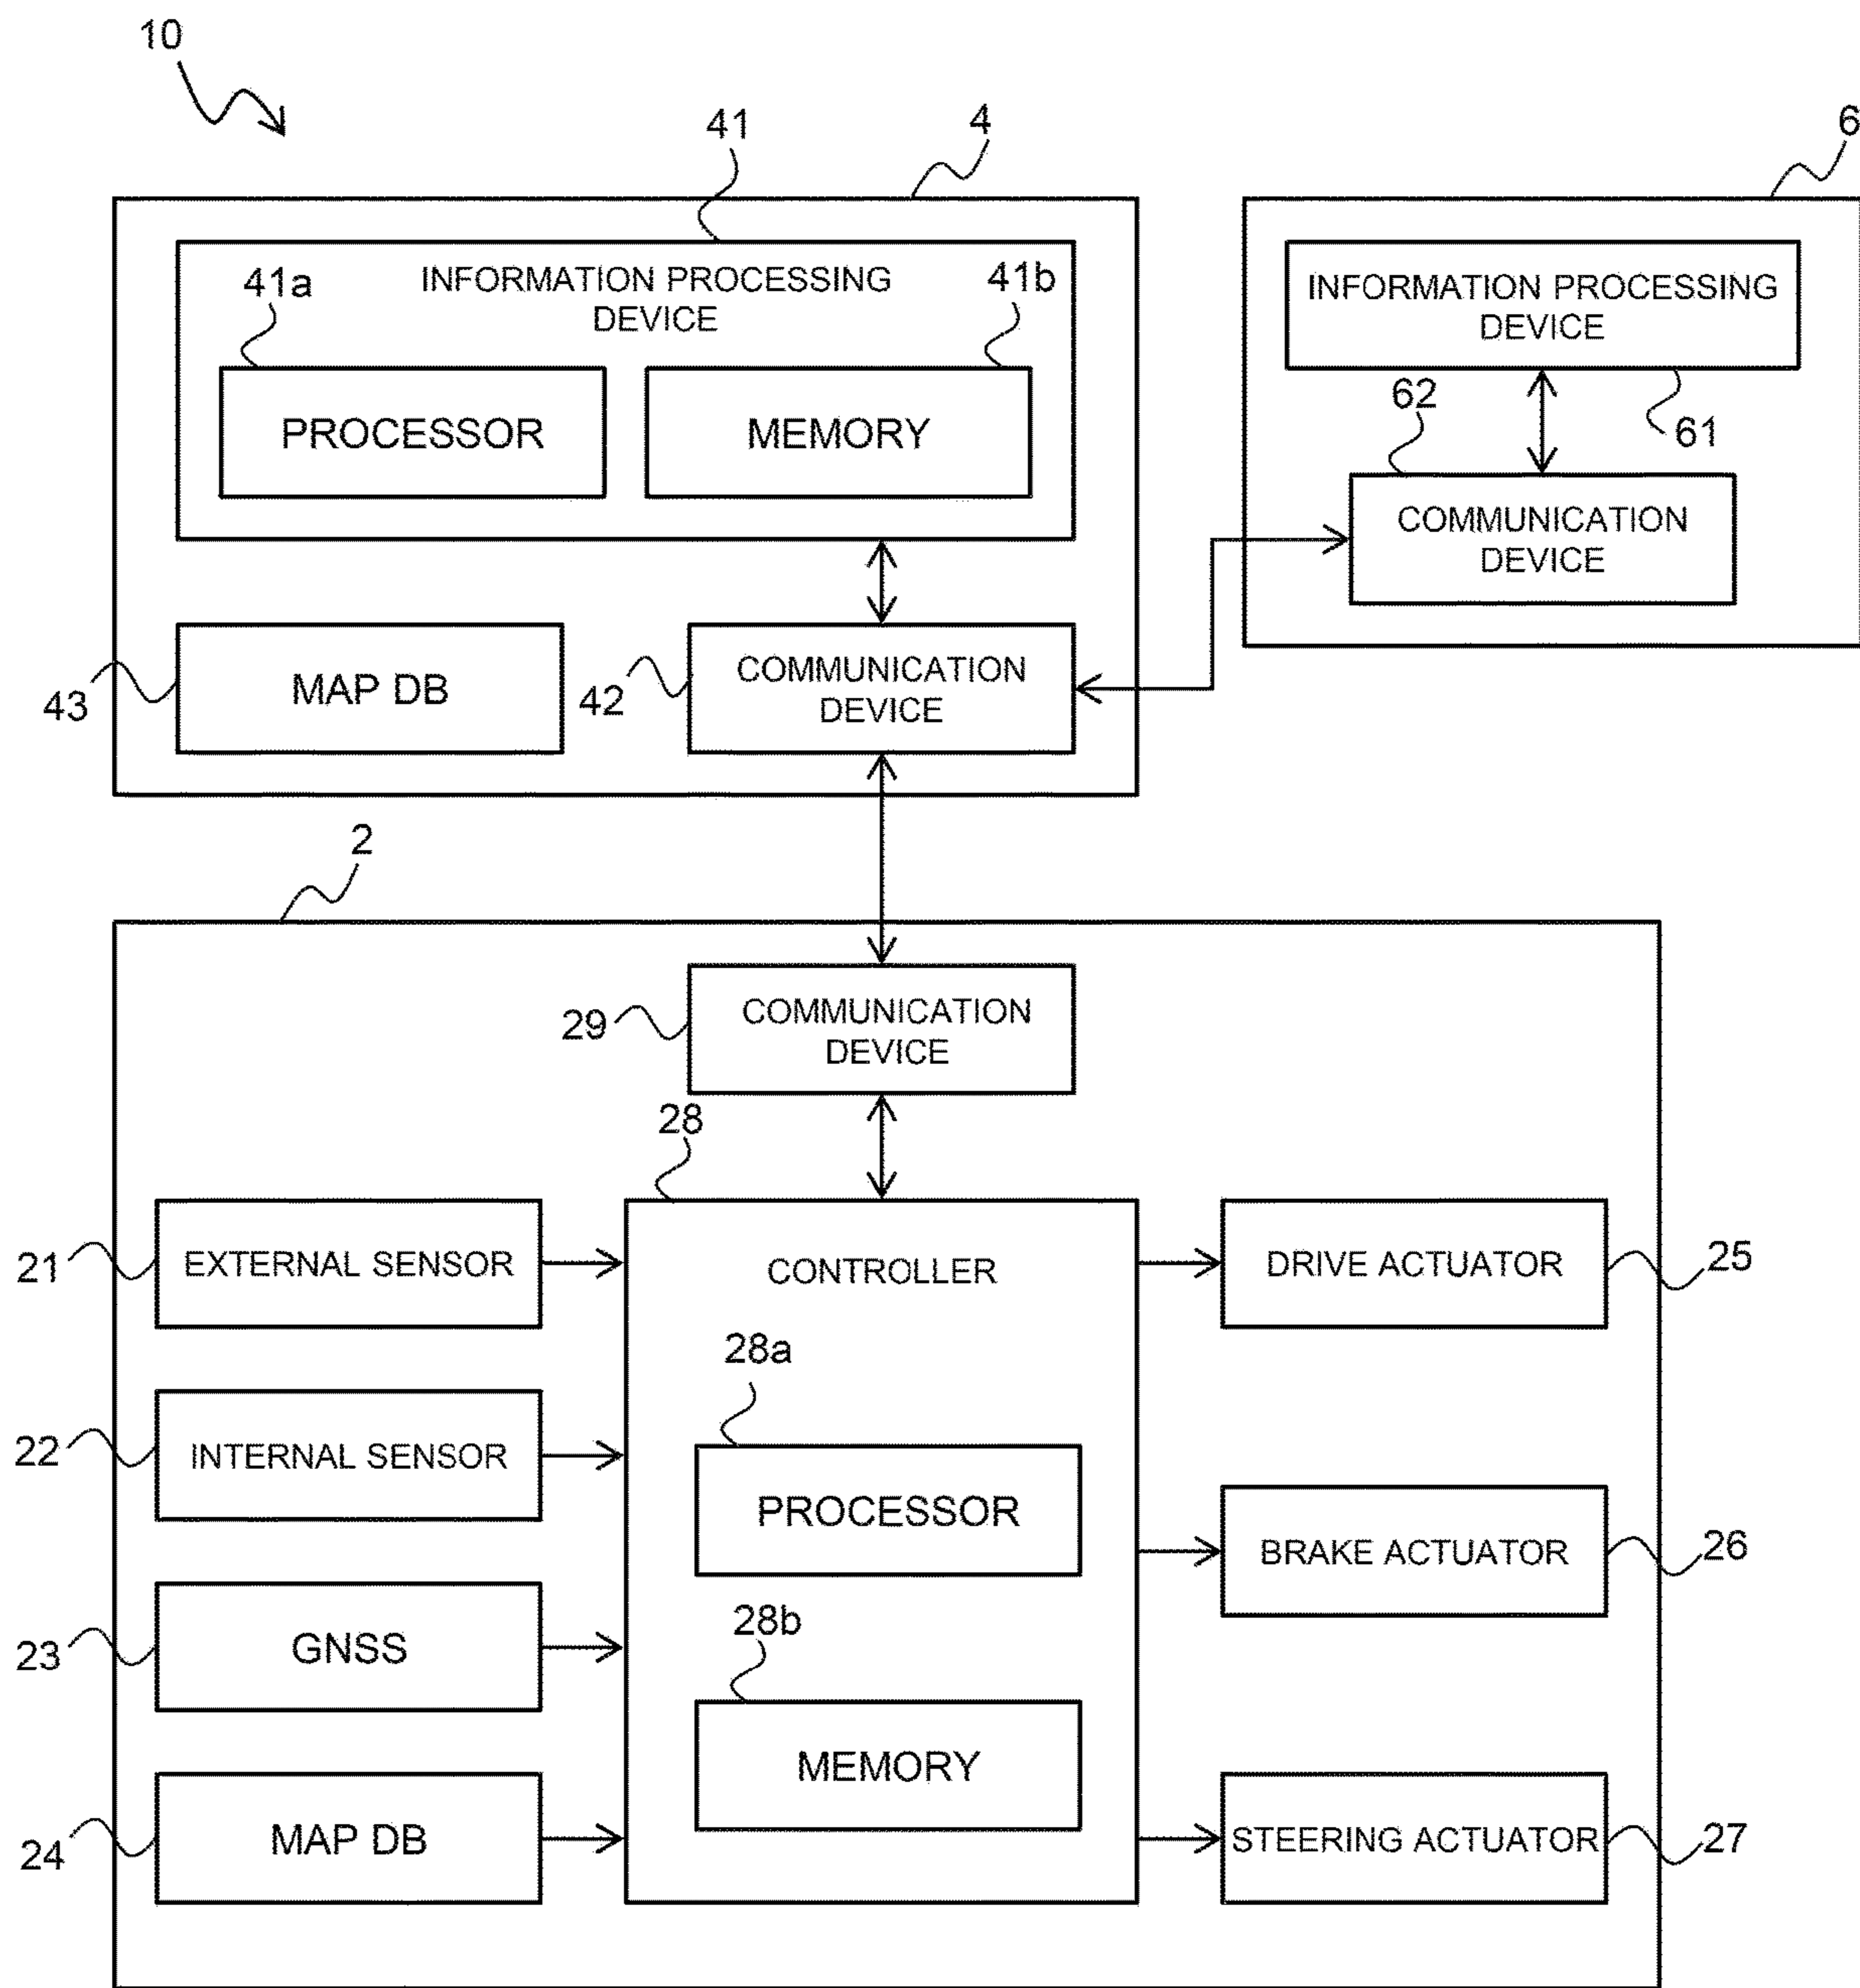 10
41
4
6
41a
INFORMATION PROCESSING
DEVICE
41b
PROCESSOR
MEMORY
INFORMATION PROCESSING
DEVICE
62
61
COMMUNICATION
DEVICE
43
MAP DB
42
COMMUNICATION
DEVICE
2
29
COMMUNICATION
DEVICE
28
21
EXTERNAL SENSOR
CONTROLLER
DRIVE ACTUATOR
25
28a
22
INTERNAL SENSOR
PROCESSOR
BRAKE ACTUATOR
26
28b
23
GNSS
24
MAP DB
MEMORY
STEERING ACTUATOR
27